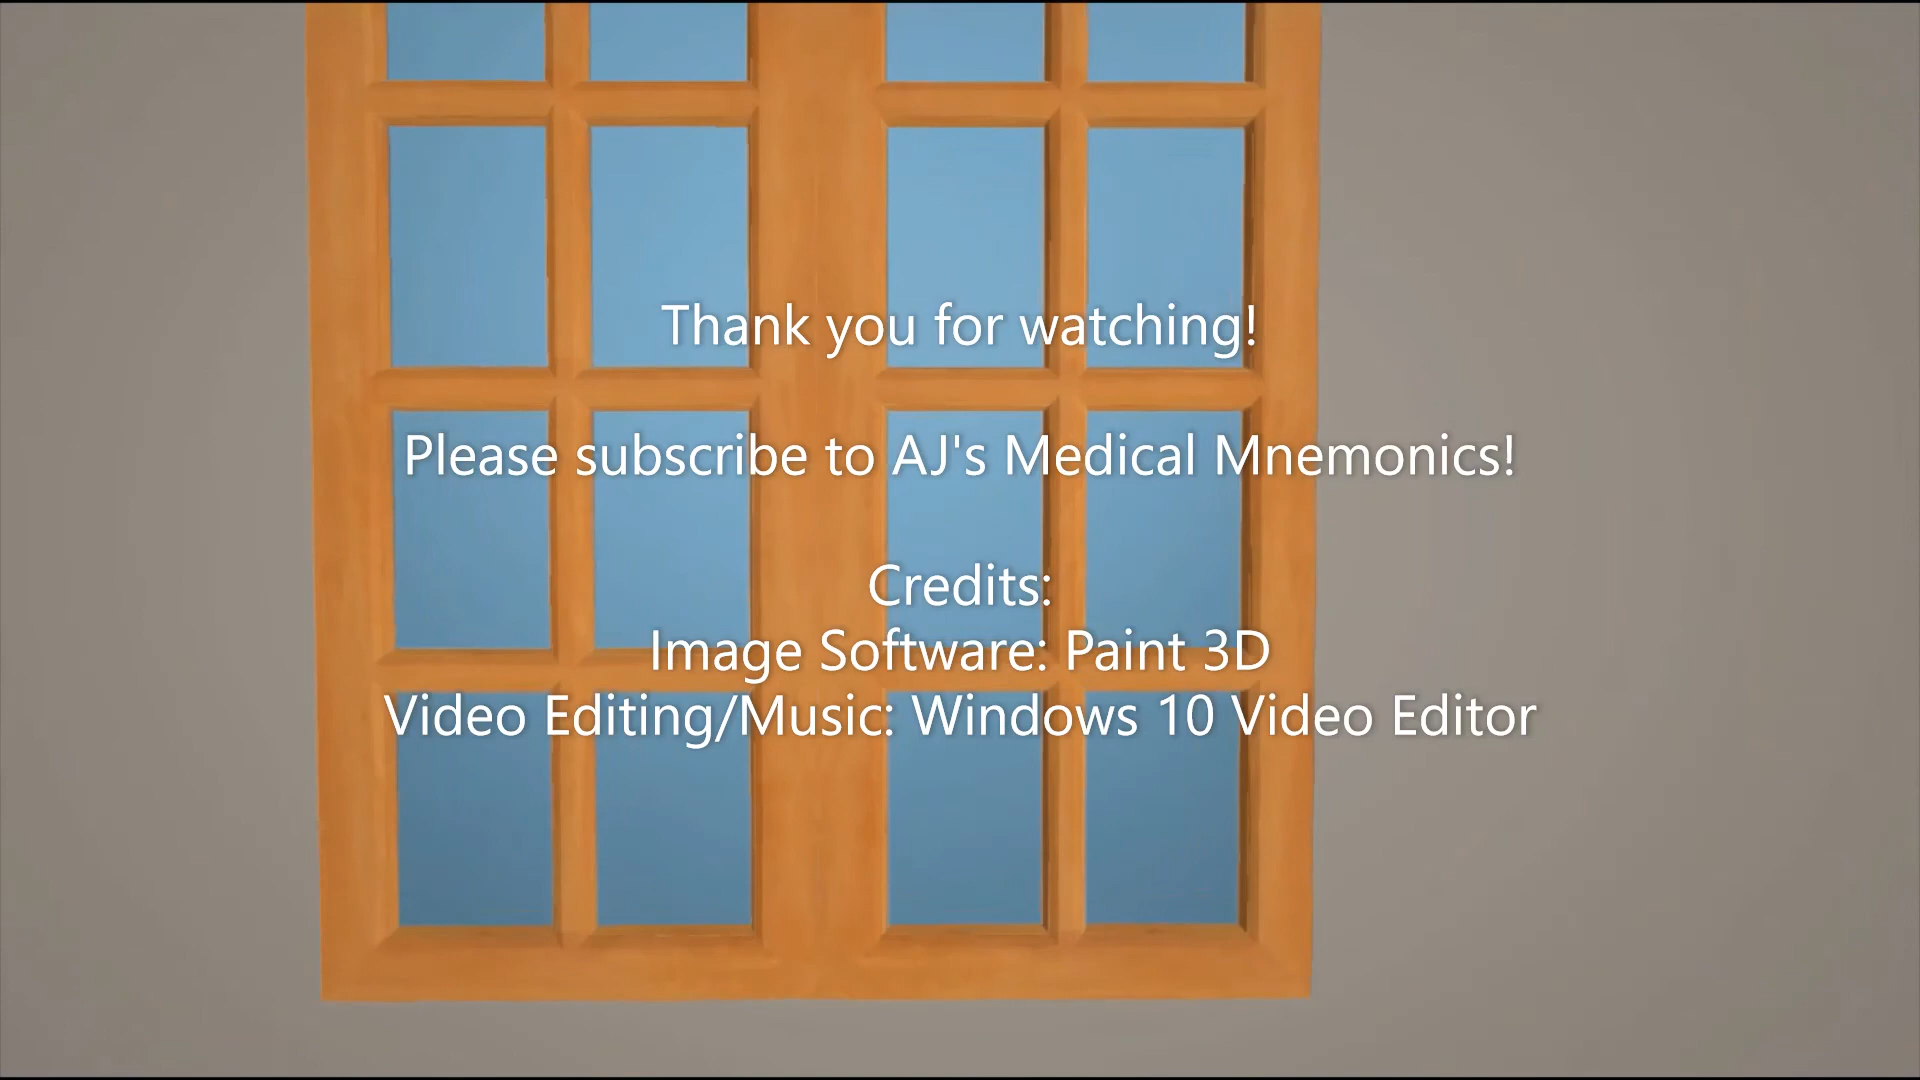 Thank you for watching!
Please subscribe to AJ's Medical Mnemonics!
Credits:
Image Software: Paint 3D
Video Editing/Music: Windows 10 Video Editor